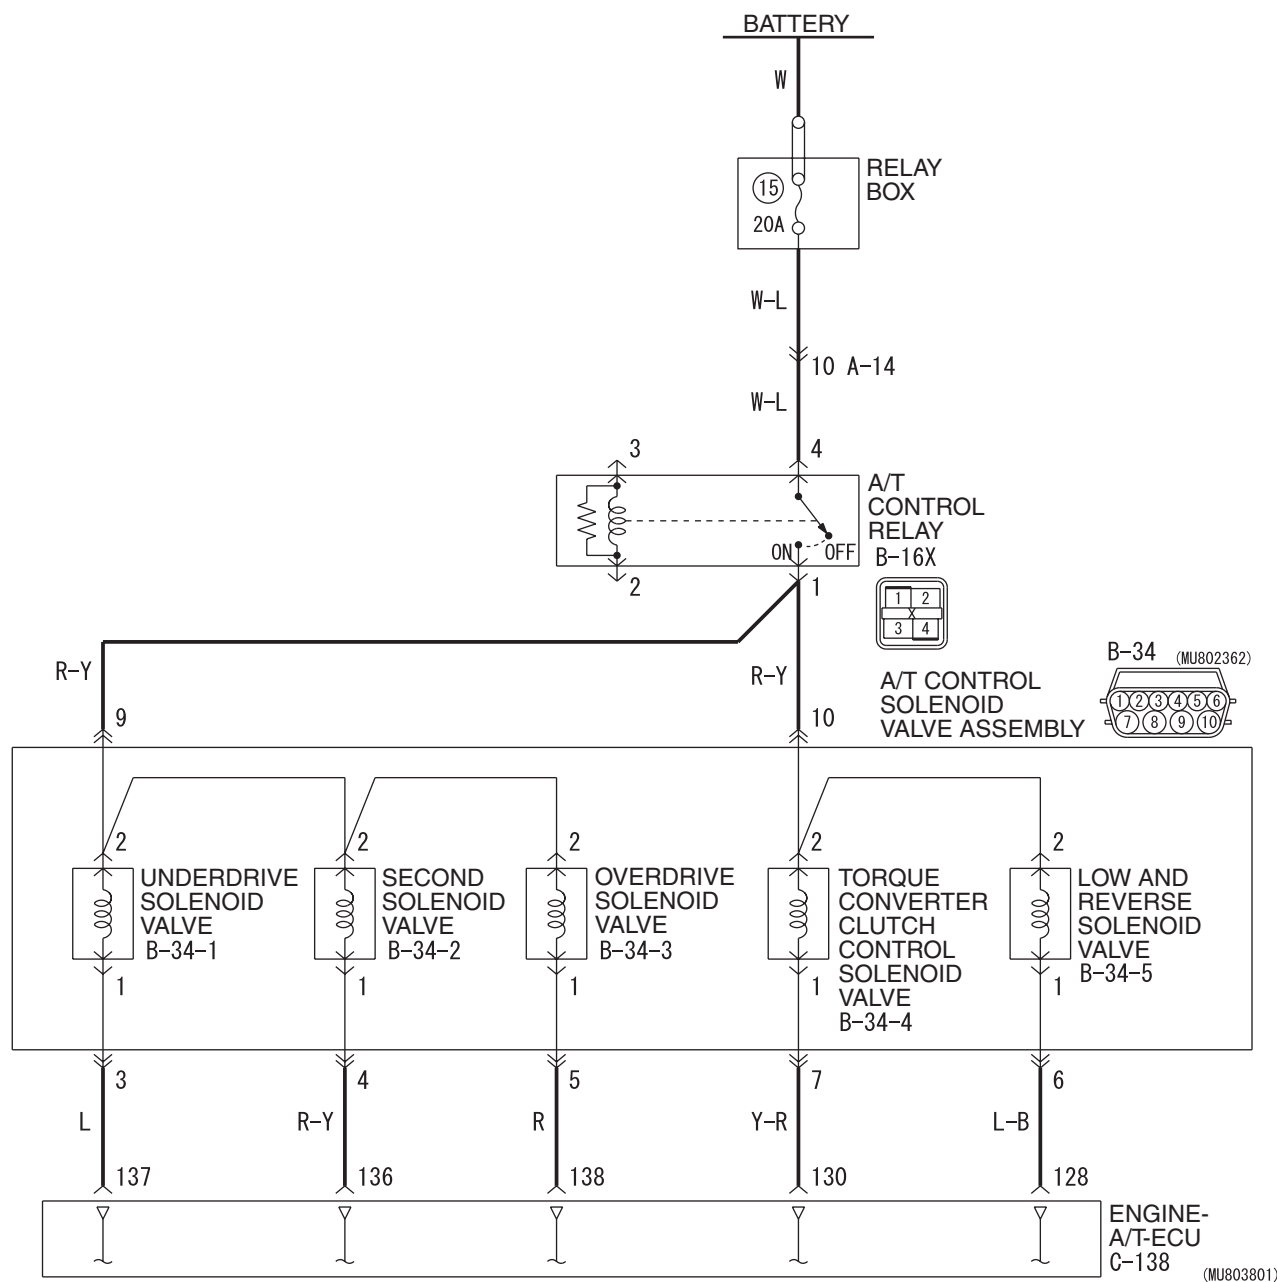 BATTERY
W
RELAY
BOX
15
20A
W-L
10 A-14
W-L
3
4
A/T
CONTROL
RELAY
B-16X
ON
OFF
2
1
1 2
X
3 4
R-Y
R-Y
9
10
A/T CONTROL
SOLENOID
VALVE ASSEMBLY
B-34 (MU802362)
1 2 3 4 5 6
7 8 9 10
2
2
2
2
2
UNDERDRIVE
SOLENOID
VALVE
B-34-1
SECOND
SOLENOID
VALVE
B-34-2
OVERDRIVE
SOLENOID
VALVE
B-34-3
TORQUE
CONVERTER
CLUTCH
CONTROL
SOLENOID
VALVE
B-34-4
LOW AND
REVERSE
SOLENOID
VALVE
B-34-5
1
1
1
1
1
3
4
5
7
6
L
R-Y
R
Y-R
L-B
137
136
138
130
128
ENGINE-
A/T-ECU
C-138
(MU803801)